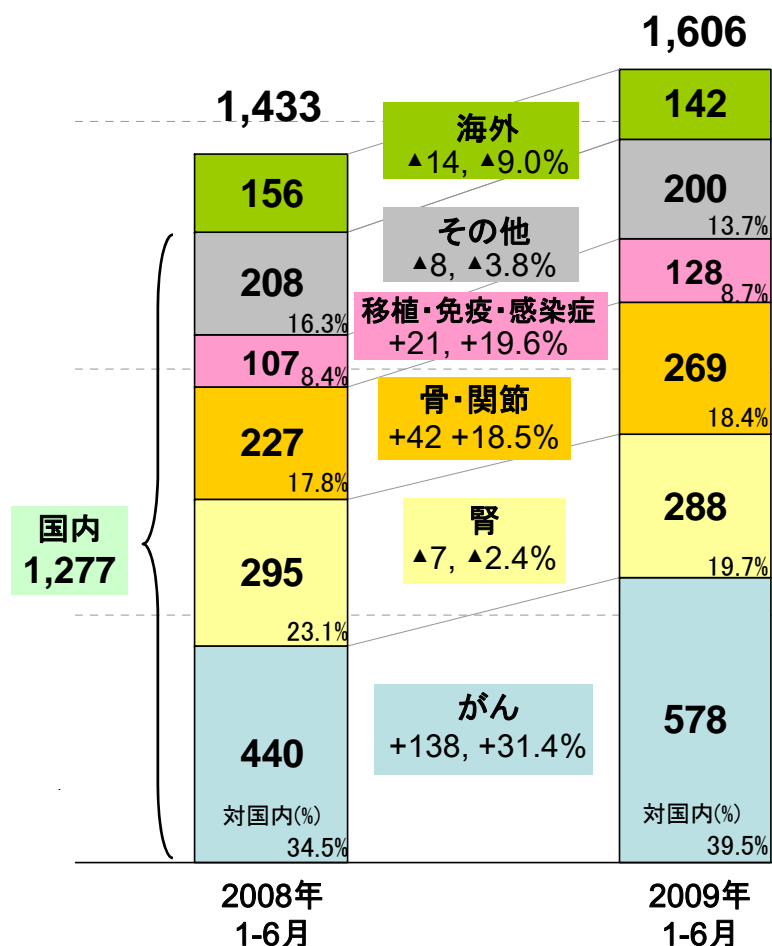 1,606
1,433
142
海外
▲14, ▲9.0%
156
200
13.7%
その他
▲8, ▲3.8%
208
16.3%
128
8.7%
移植・免疫・感染症
+21, +19.6%
107
8.4%
269
18.4%
骨・関節
+42 +18.5%
227
17.8%
国内
1,277
288
19.7%
腎
▲7, ▲2.4%
295
23.1%
578
がん
+138, +31.4%
440
対国内(%)
34.5%
対国内(%)
39.5%
2008年
1-6月
2009年
1-6月